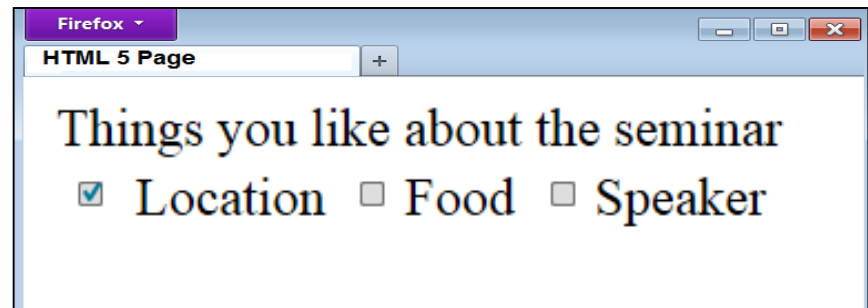 Firefox
HTML 5 Page
Things you like about the seminar
Location Food Speaker